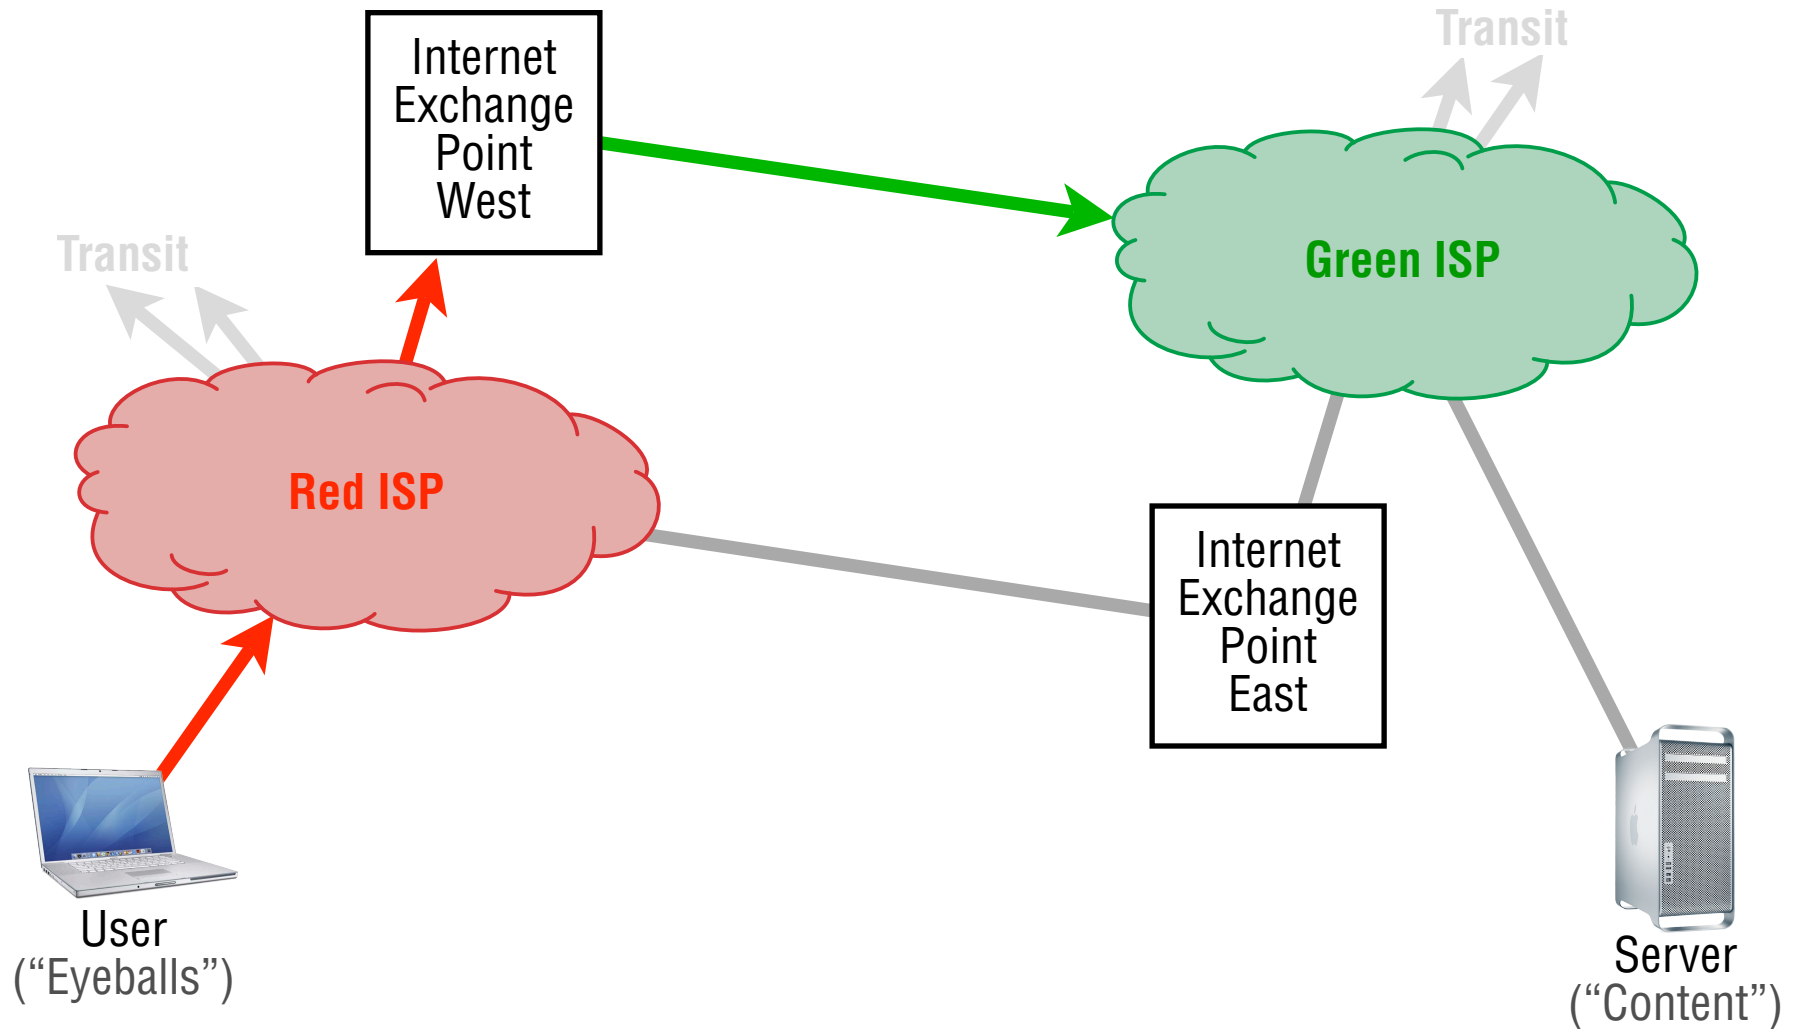 Transit
Internet
Exchange
Point
West
Transit
Green ISP
Red ISP
Internet
Exchange
Point
East
User
(“Eyeballs”)
Server
(“Content”)